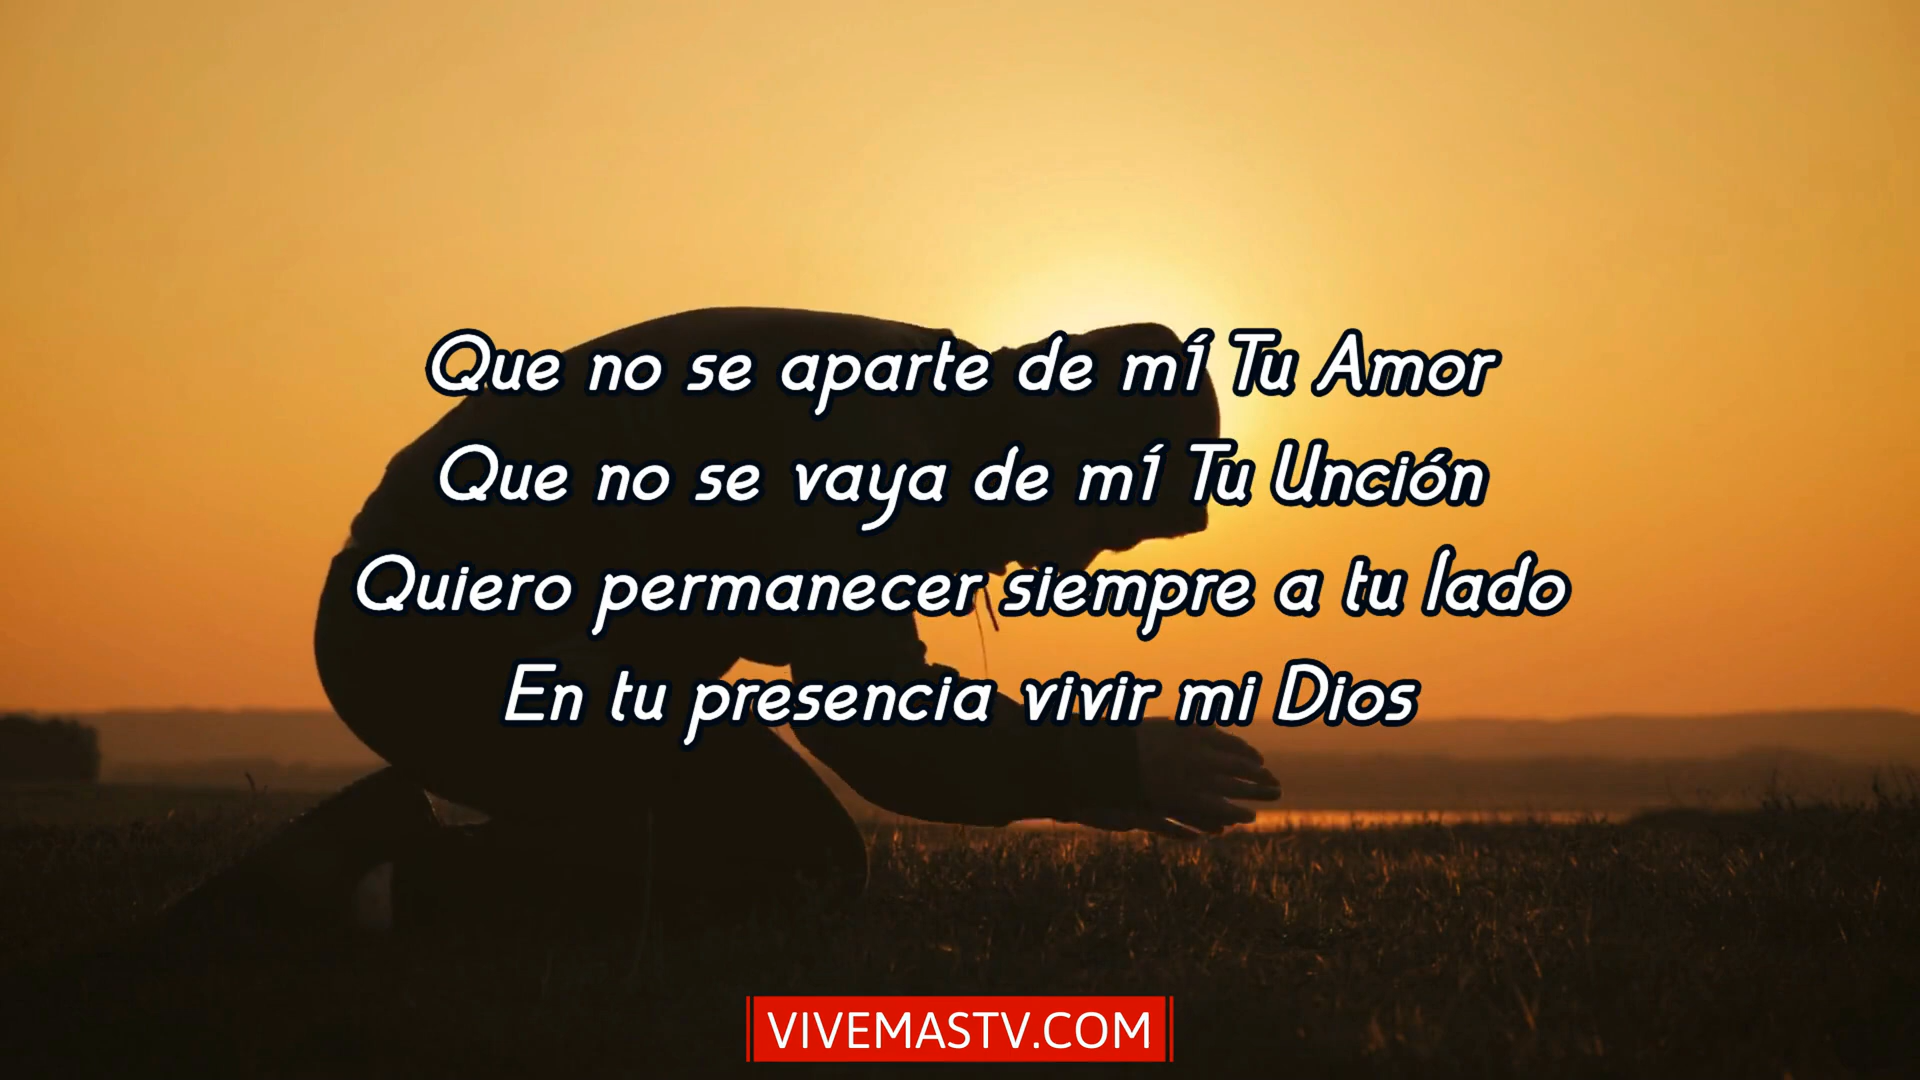 Que no se aparte de mí Tu Amor
Que no se vaya de mí Tu Unción
Quiero permanecer siempre a tu lado
En tu presencia vivir mi Dios
VIVEMASTV.COM